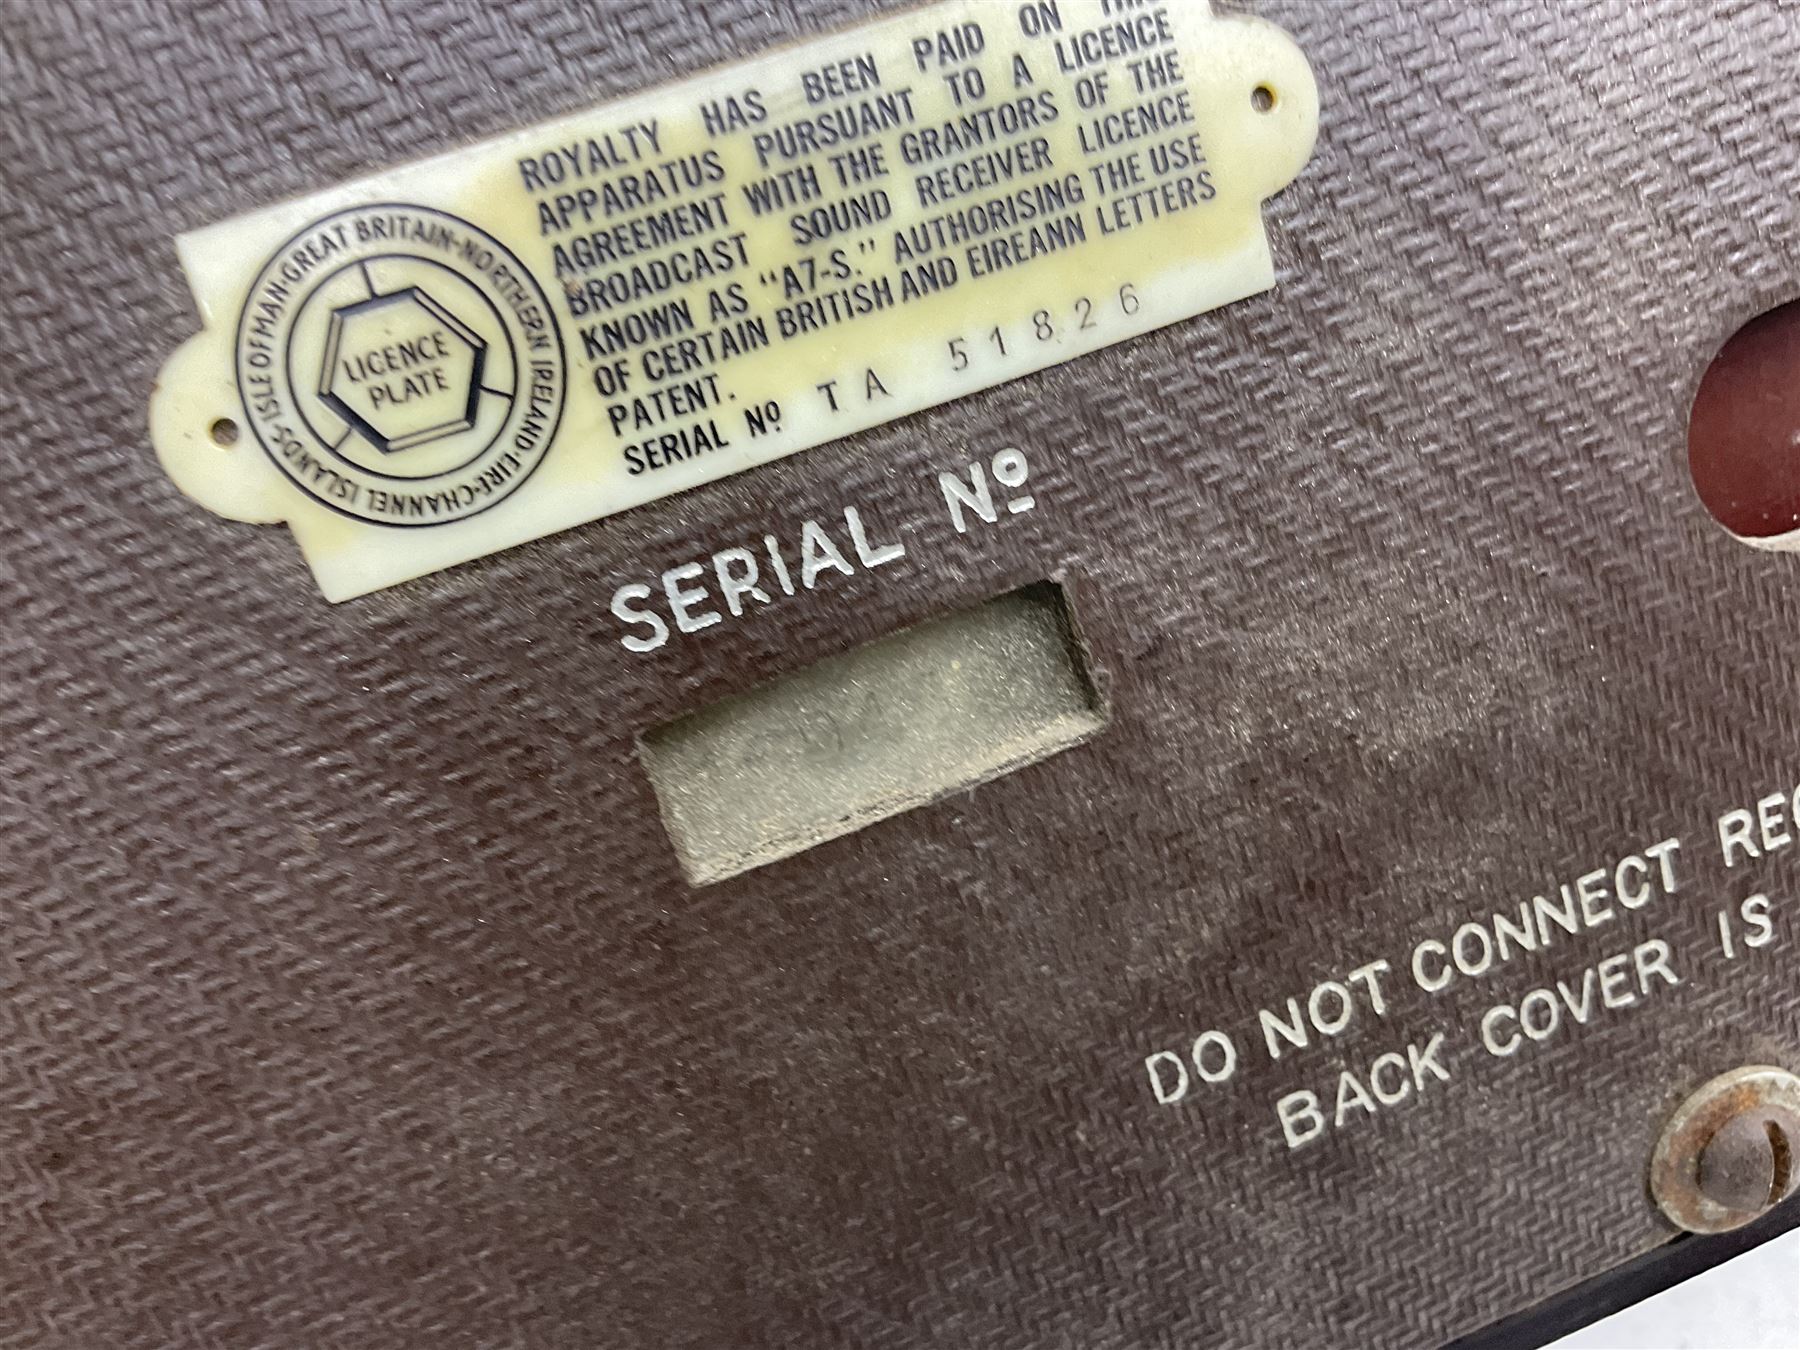 ROYALTY HAS BEEN PAID ON THIS
APPARATUS PURSUANT TO A LICENCE
AGREEMENT WITH THE GRANTORS OF THE
BROADCAST SOUND RECEIVER LICENCE
KNOWN AS "A7-S." AUTHORISING THE USE
OF CERTAIN BRITISH AND EIREANN LETTERS
PATENT.
SERIAL Nº TA 51826
GREAT BRITAIN-NORTHERN IRELAND-EIRE-CHANNEL ISLANDS-ISLE OF MAN-
LICENCE
PLATE
SERIAL Nº
DO NOT CONNECT
BACK COVER IS